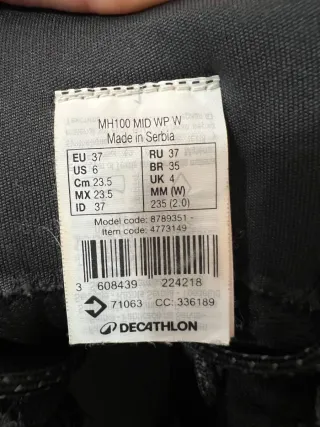 MH100 MID WP W
Made in Serbia
EU 37 RU 37
US 6 BR 35
Cm 23.5 UK 4
MX 23.5 MM (W)
ID 37 235 (2.0)
Model code: 8789351 -
Item code: 4773149
3 608439 224218
71063 CC: 336189
DECATHLON